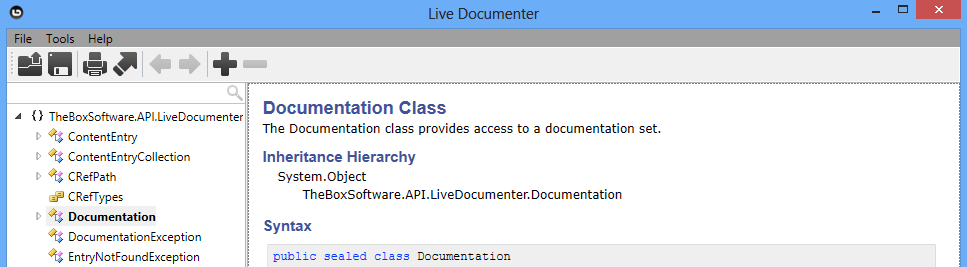 Live Documenter
File Tools Help
{} TheBoxSoftware.API.LiveDocumenter
ContentEntry
ContentEntryCollection
CRefPath
CRefTypes
Documentation
DocumentationException
EntryNotFoundException
Documentation Class
The Documentation class provides access to a documentation set.
Inheritance Hierarchy
System.Object
TheBoxSoftware.API.LiveDocumenter.Documentation
Syntax
public sealed class Documentation